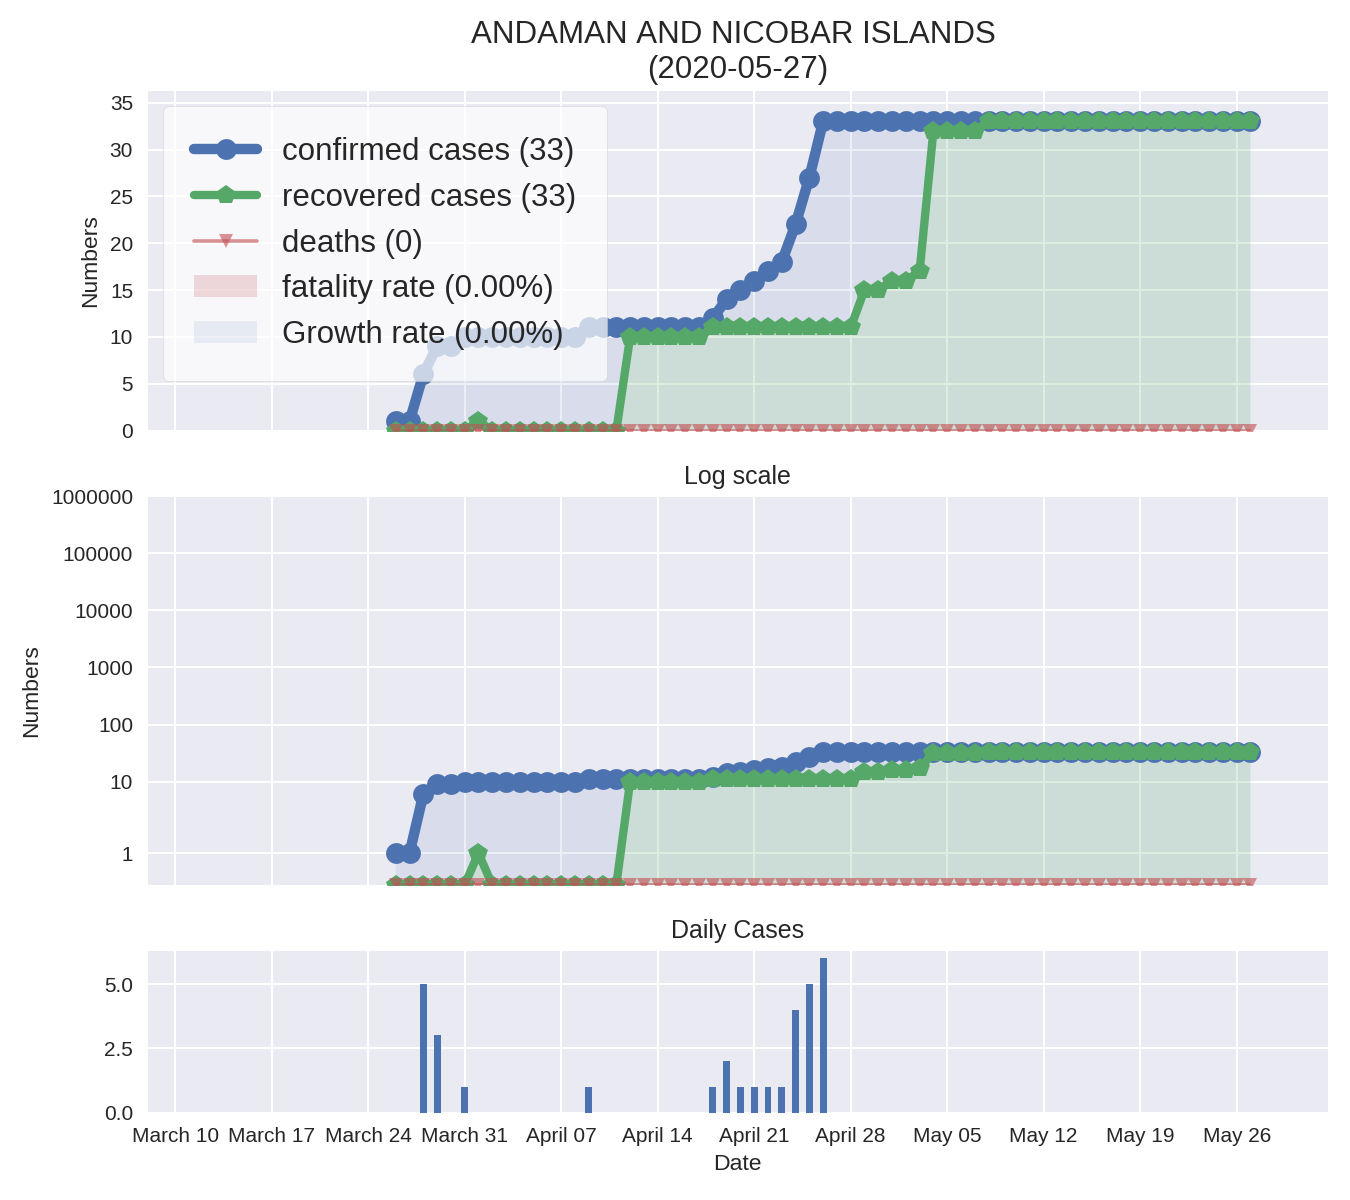 ANDAMAN AND NICOBAR ISLANDS
(2020-05-27)
35
30
25
20
15
10
5
0
Numbers
confirmed cases (33)
recovered cases (33)
deaths (0)
fatality rate (0.00%)
Growth rate (0.00%)
Log scale
1000000
100000
10000
1000
100
10
1
Numbers
Daily Cases
5.0
2.5
0.0
March 10 March 17 March 24 March 31 April 07 April 14 April 21 April 28 May 05 May 12 May 19 May 26
Date